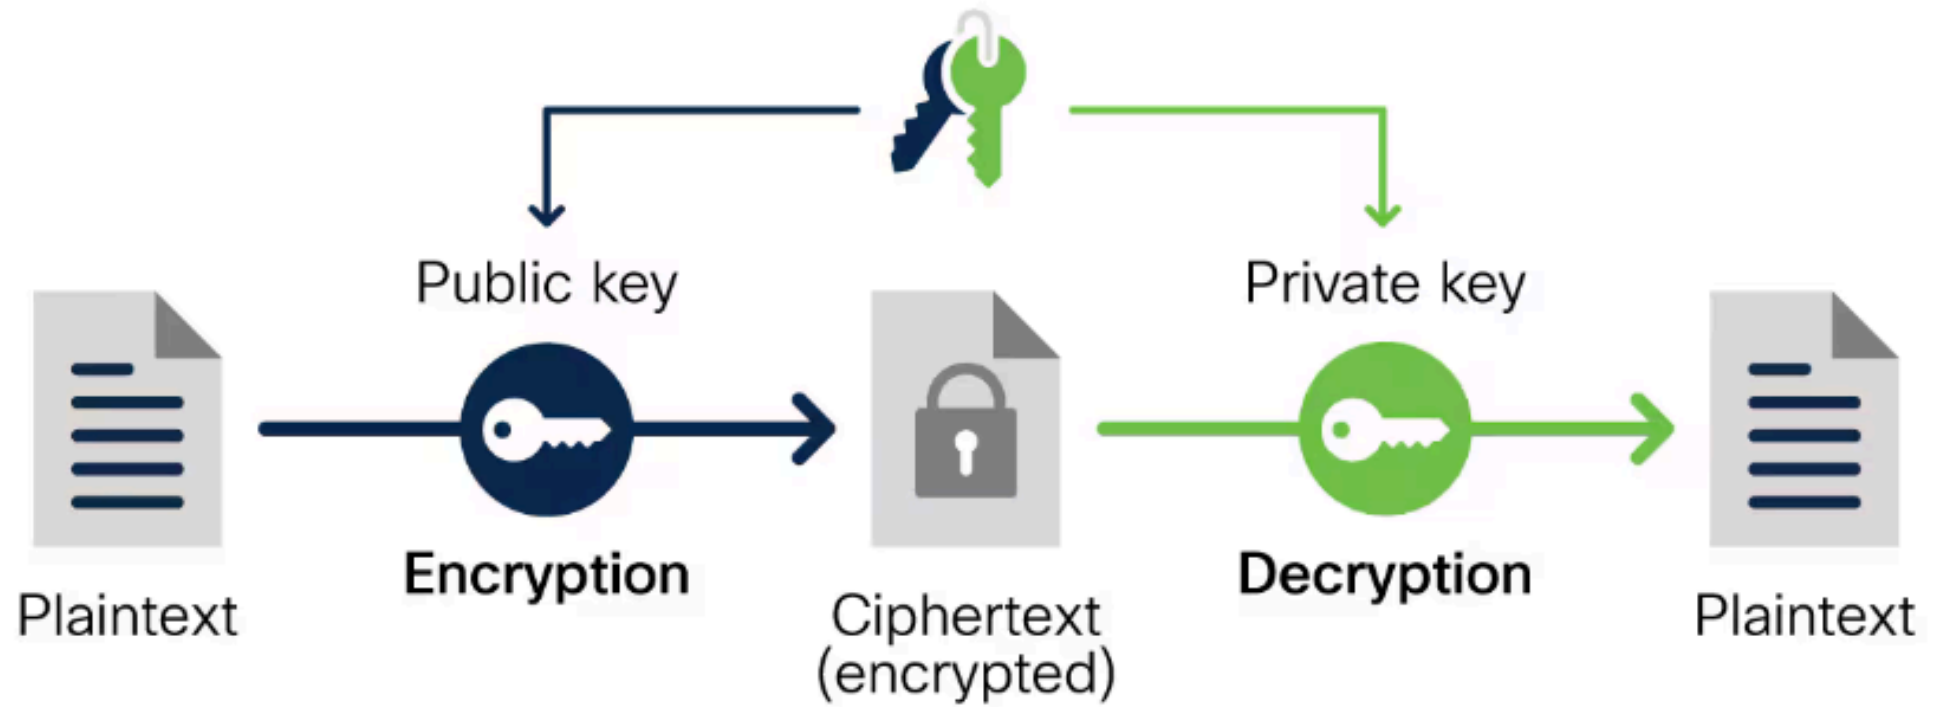 Public key
Private key
Encryption
Decryption
Plaintext
Ciphertext
(encrypted)
Plaintext